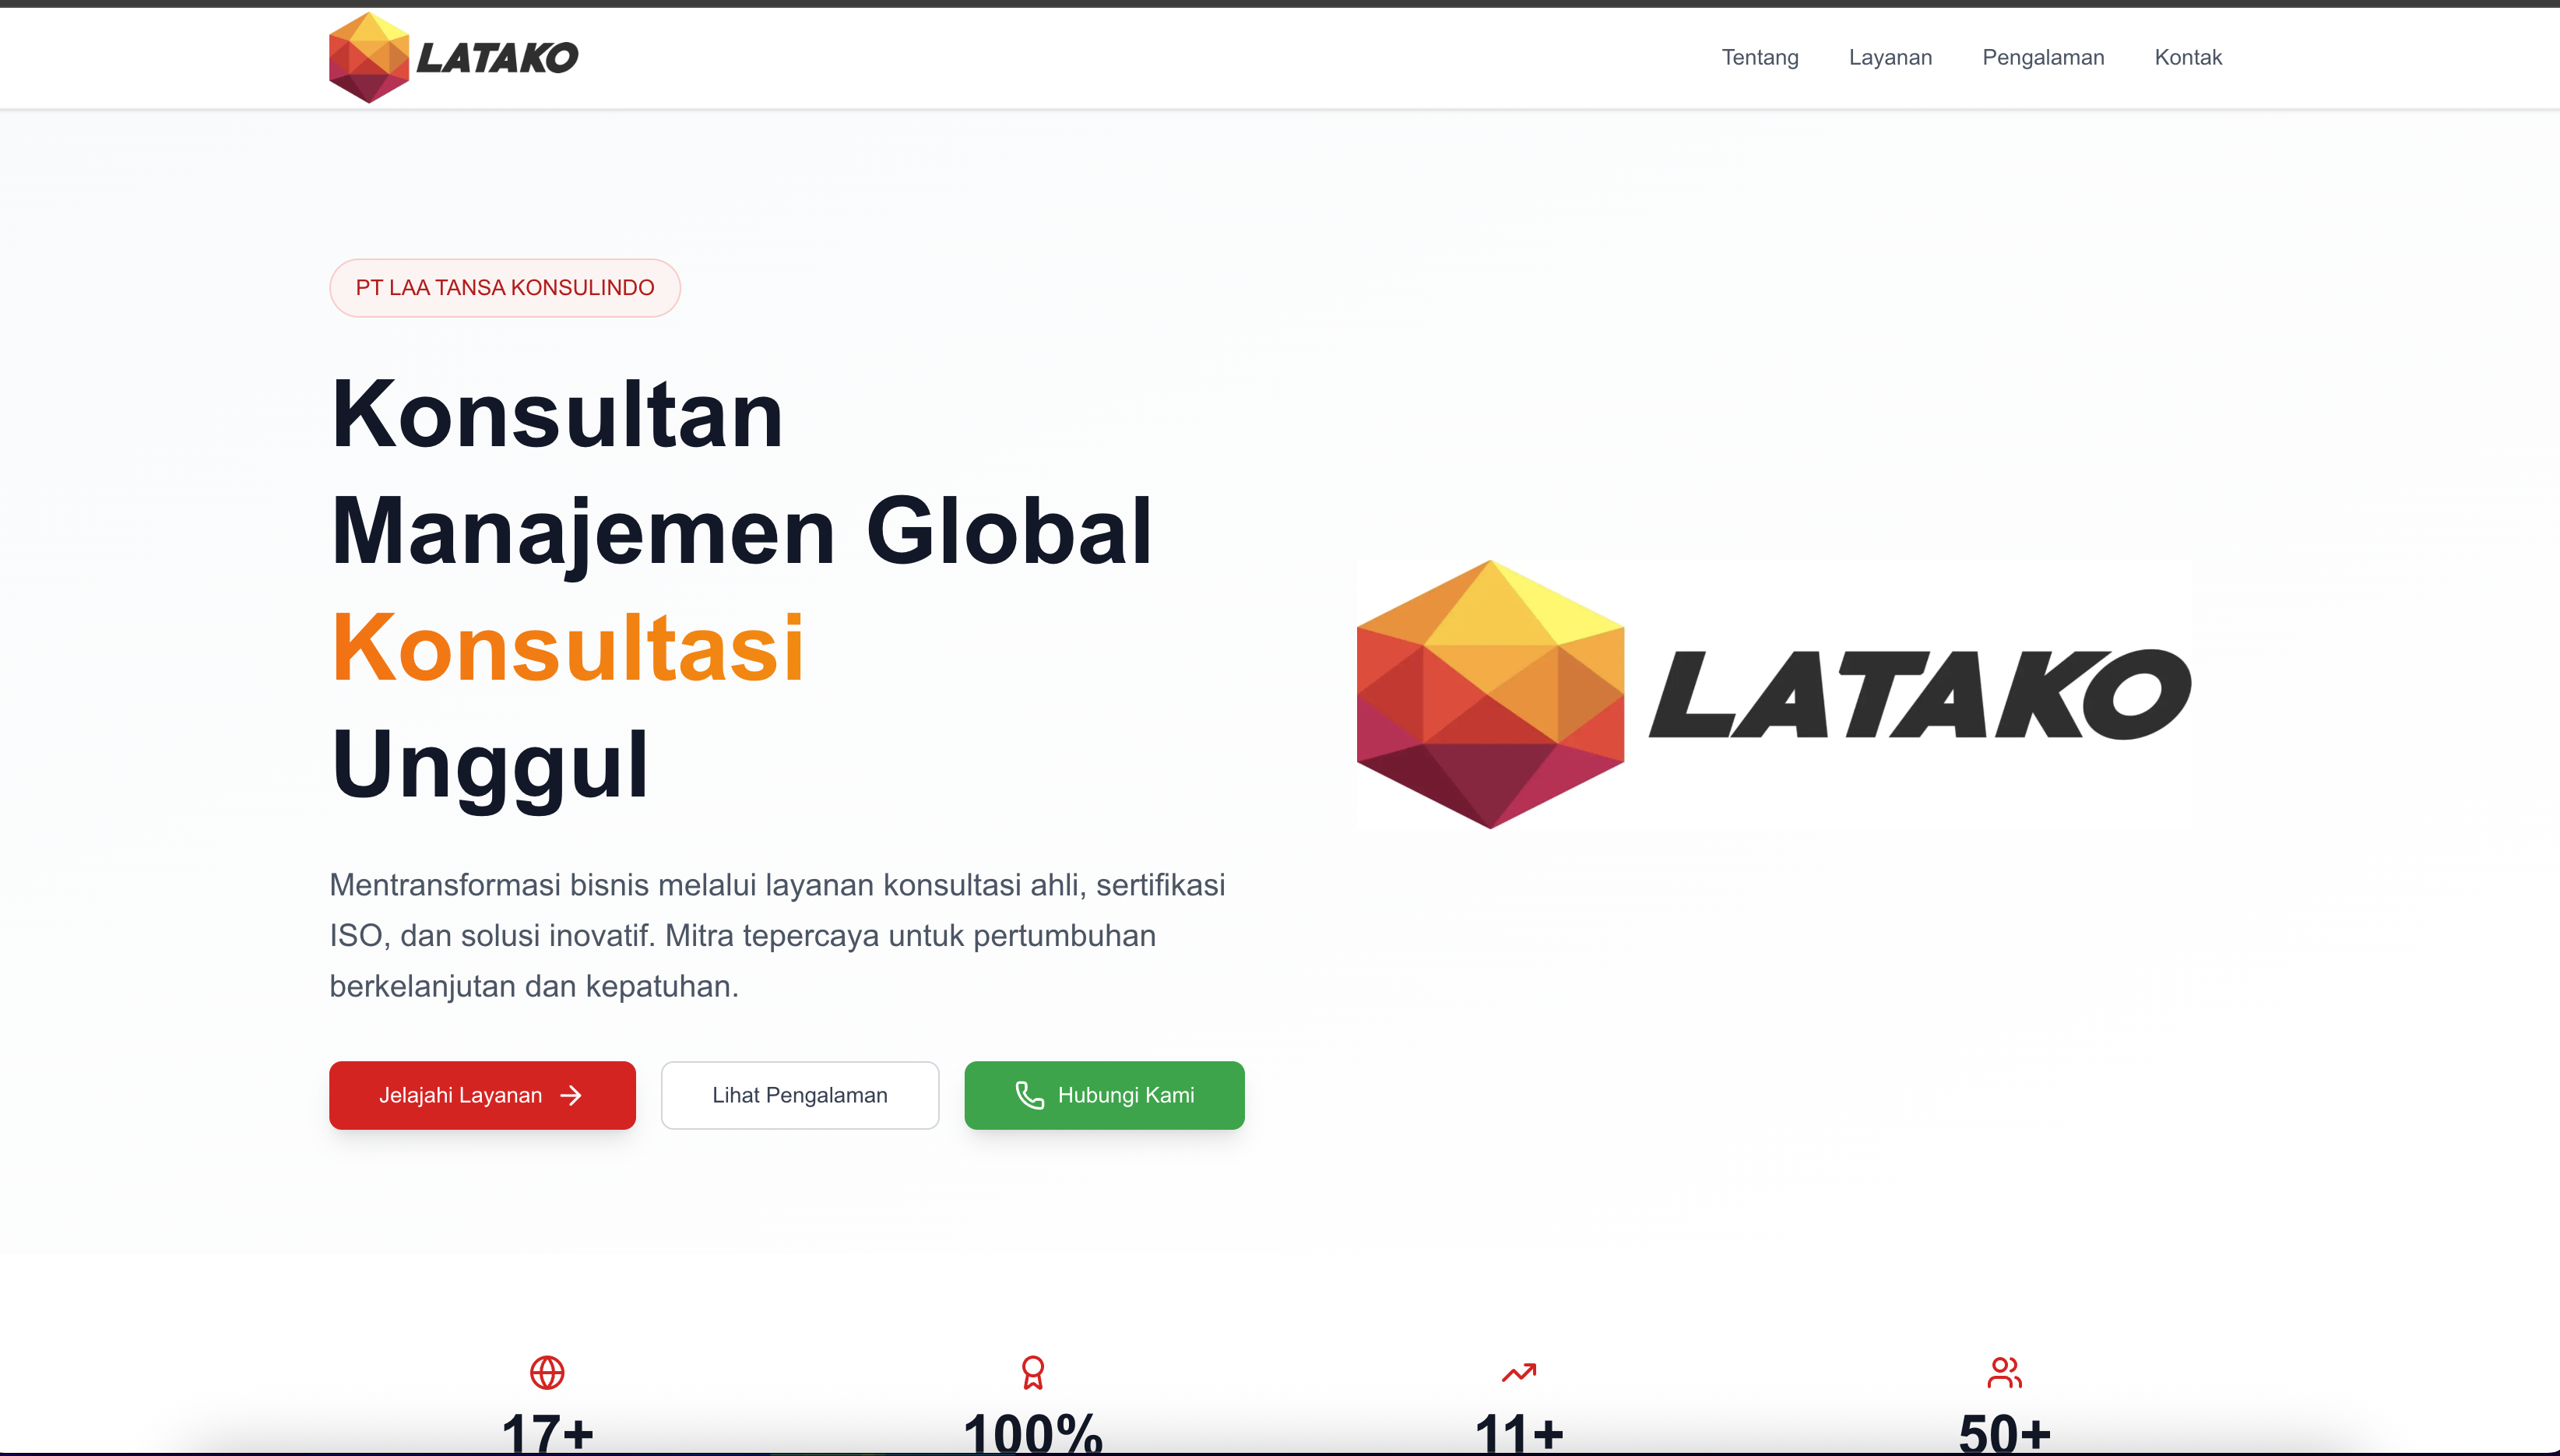 LATAKO
Tentang
Layanan
Pengalaman
Kontak
PT LAA TANSA KONSULINDO
Konsultan
Manajemen Global
Konsultasi
Unggul
LATAKO
Mentransformasi bisnis melalui layanan konsultasi ahli, sertifikasi
ISO, dan solusi inovatif. Mitra tepercaya untuk pertumbuhan
berkelanjutan dan kepatuhan.
Jelajahi Layanan
Lihat Pengalaman
Hubungi Kami
17+
100%
11+
50+